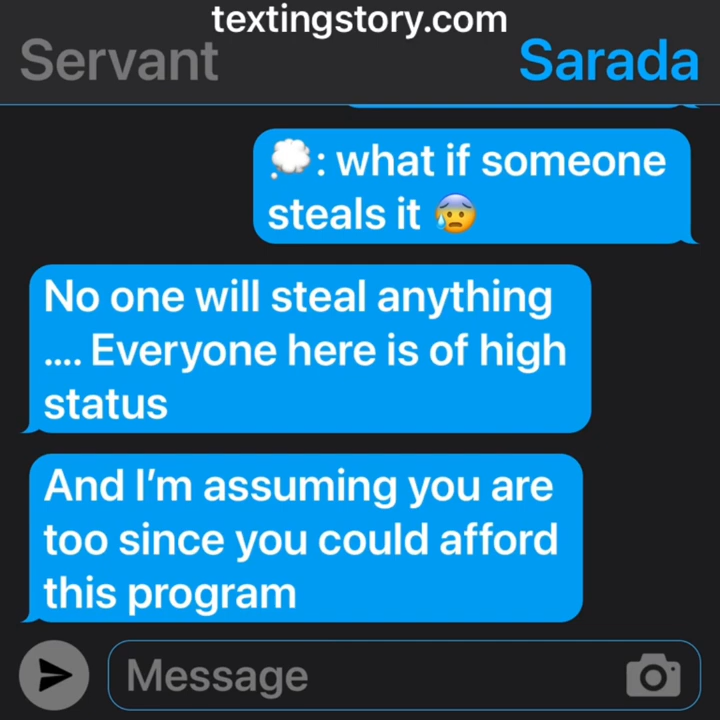 textingstory.com
Servant Sarada
💭: what if someone
steals it 😰
No one will steal anything
.... Everyone here is of high
status
And I’m assuming you are
too since you could afford
this program
Message